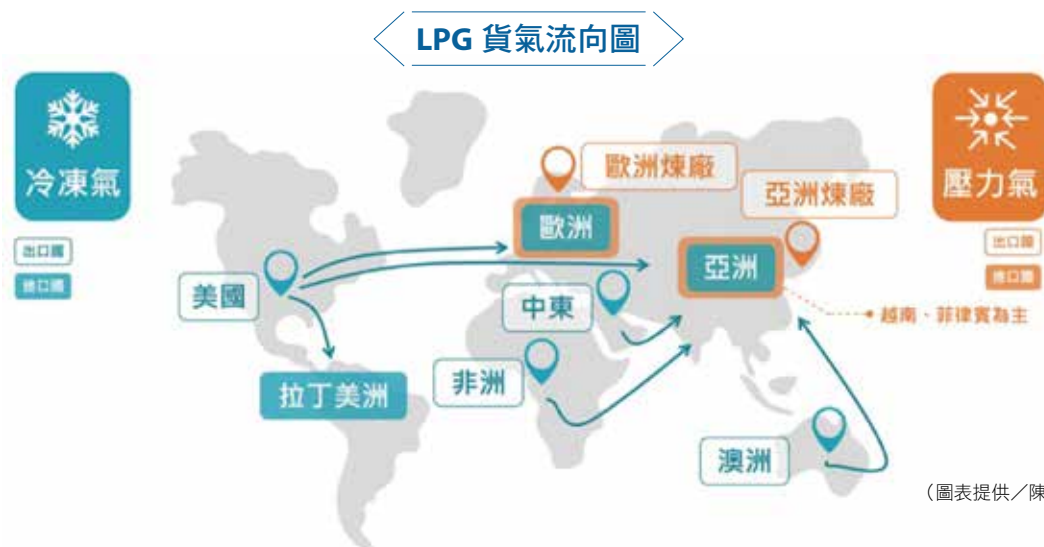 LPG 貨氣流向圖
冷凍氣
出口國
進口國
壓力氣
出口國
進口國
歐洲煉廠
亞洲煉廠
歐洲
亞洲
美國
中東
越南、菲律賓為主
拉丁美洲
非洲
澳洲
（圖表提供／陳